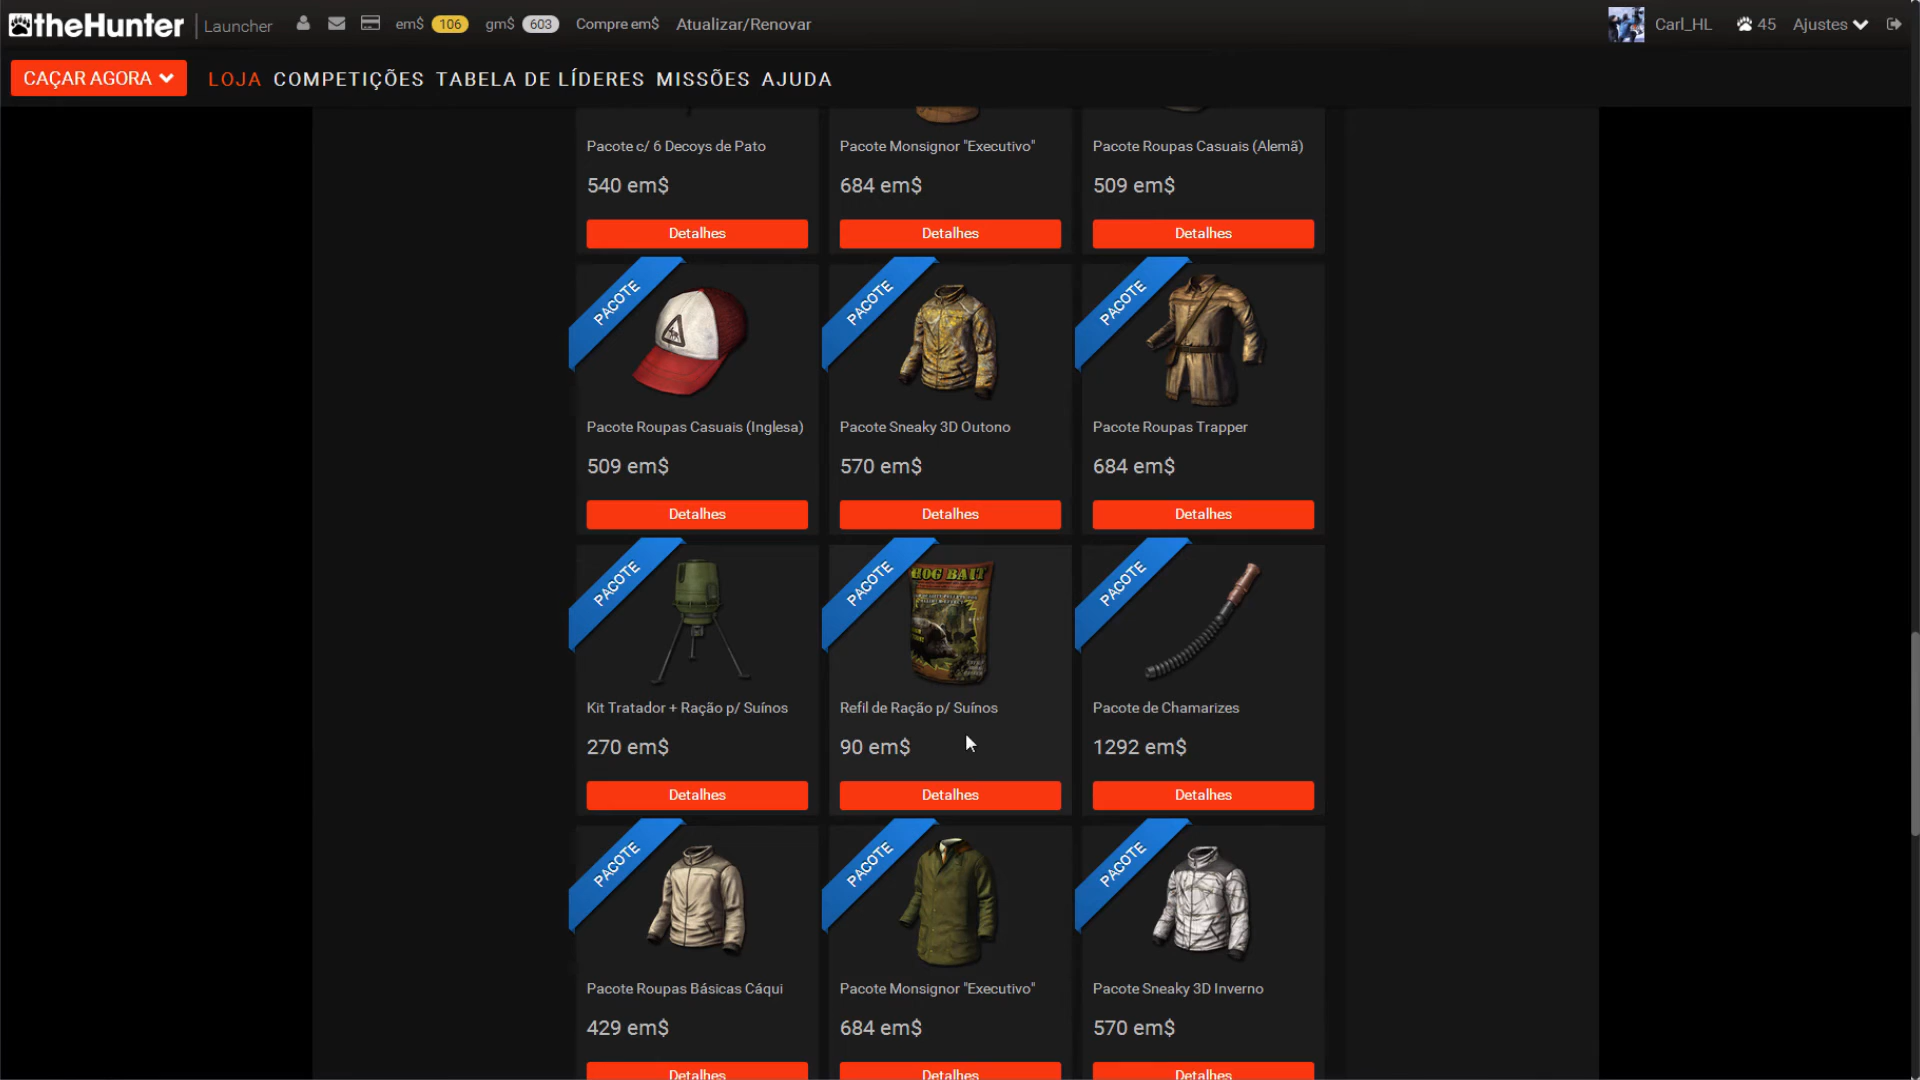 theHunter Launcher em$ 106 gm$ 603 Compre em$ Atualizar/Renovar Carl_HL 45 Ajustes
CAÇAR AGORA LOJA COMPETIÇÕES TABELA DE LÍDERES MISSÕES AJUDA
Pacote c/ 6 Decoys de Pato
540 em$
Detalhes
Pacote Monsignor "Executivo"
684 em$
Detalhes
Pacote Roupas Casuais (Alemã)
509 em$
Detalhes
PACOTE
Pacote Roupas Casuais (Inglesa)
509 em$
Detalhes
PACOTE
Pacote Sneaky 3D Outono
570 em$
Detalhes
PACOTE
Pacote Roupas Trapper
684 em$
Detalhes
PACOTE
Kit Tratador + Ração p/ Suínos
270 em$
Detalhes
PACOTE
HOG BAIT
Refil de Ração p/ Suínos
90 em$
Detalhes
PACOTE
Pacote de Chamarizes
1292 em$
Detalhes
PACOTE
Pacote Roupas Básicas Cáqui
429 em$
Detalhes
PACOTE
Pacote Monsignor "Executivo"
684 em$
Detalhes
PACOTE
Pacote Sneaky 3D Inverno
570 em$
Detalhes